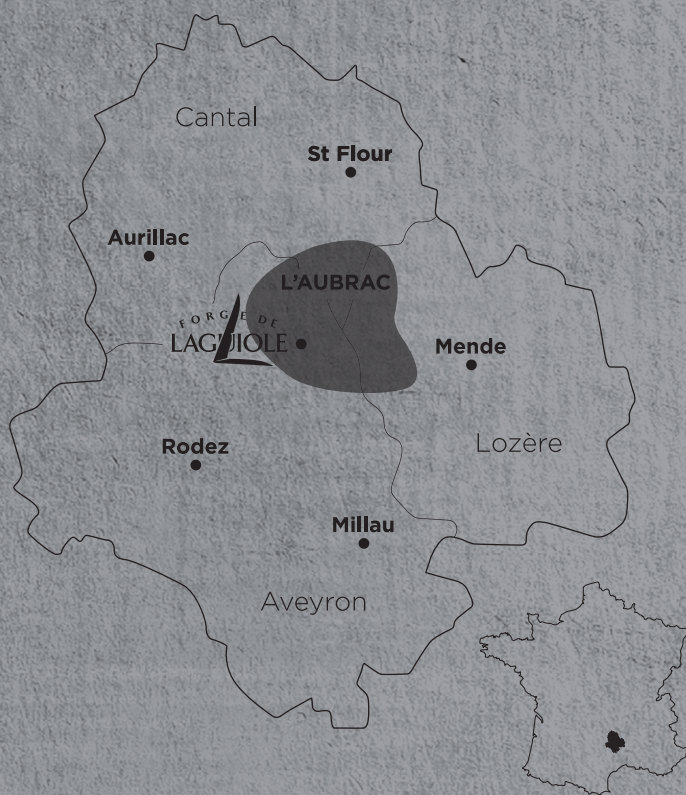 Cantal
St Flour
Aurillac
L'AUBRAC
FORGE DE
LAGUIOLE
Mende
Rodez
Lozère
Millau
Aveyron